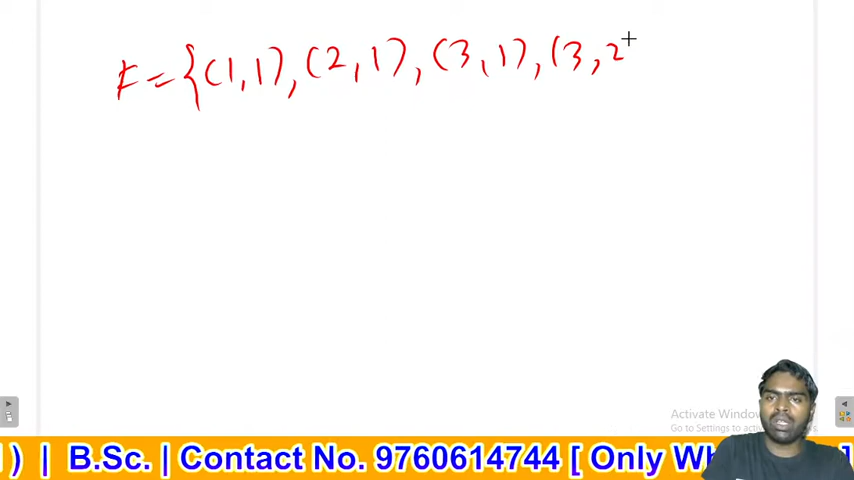 F = {(1,1), (2,1), (3,1), (3,2
Activate Window
Go to Settings to activ
) | B.Sc. | Contact No. 9760614744 [ Only Wh